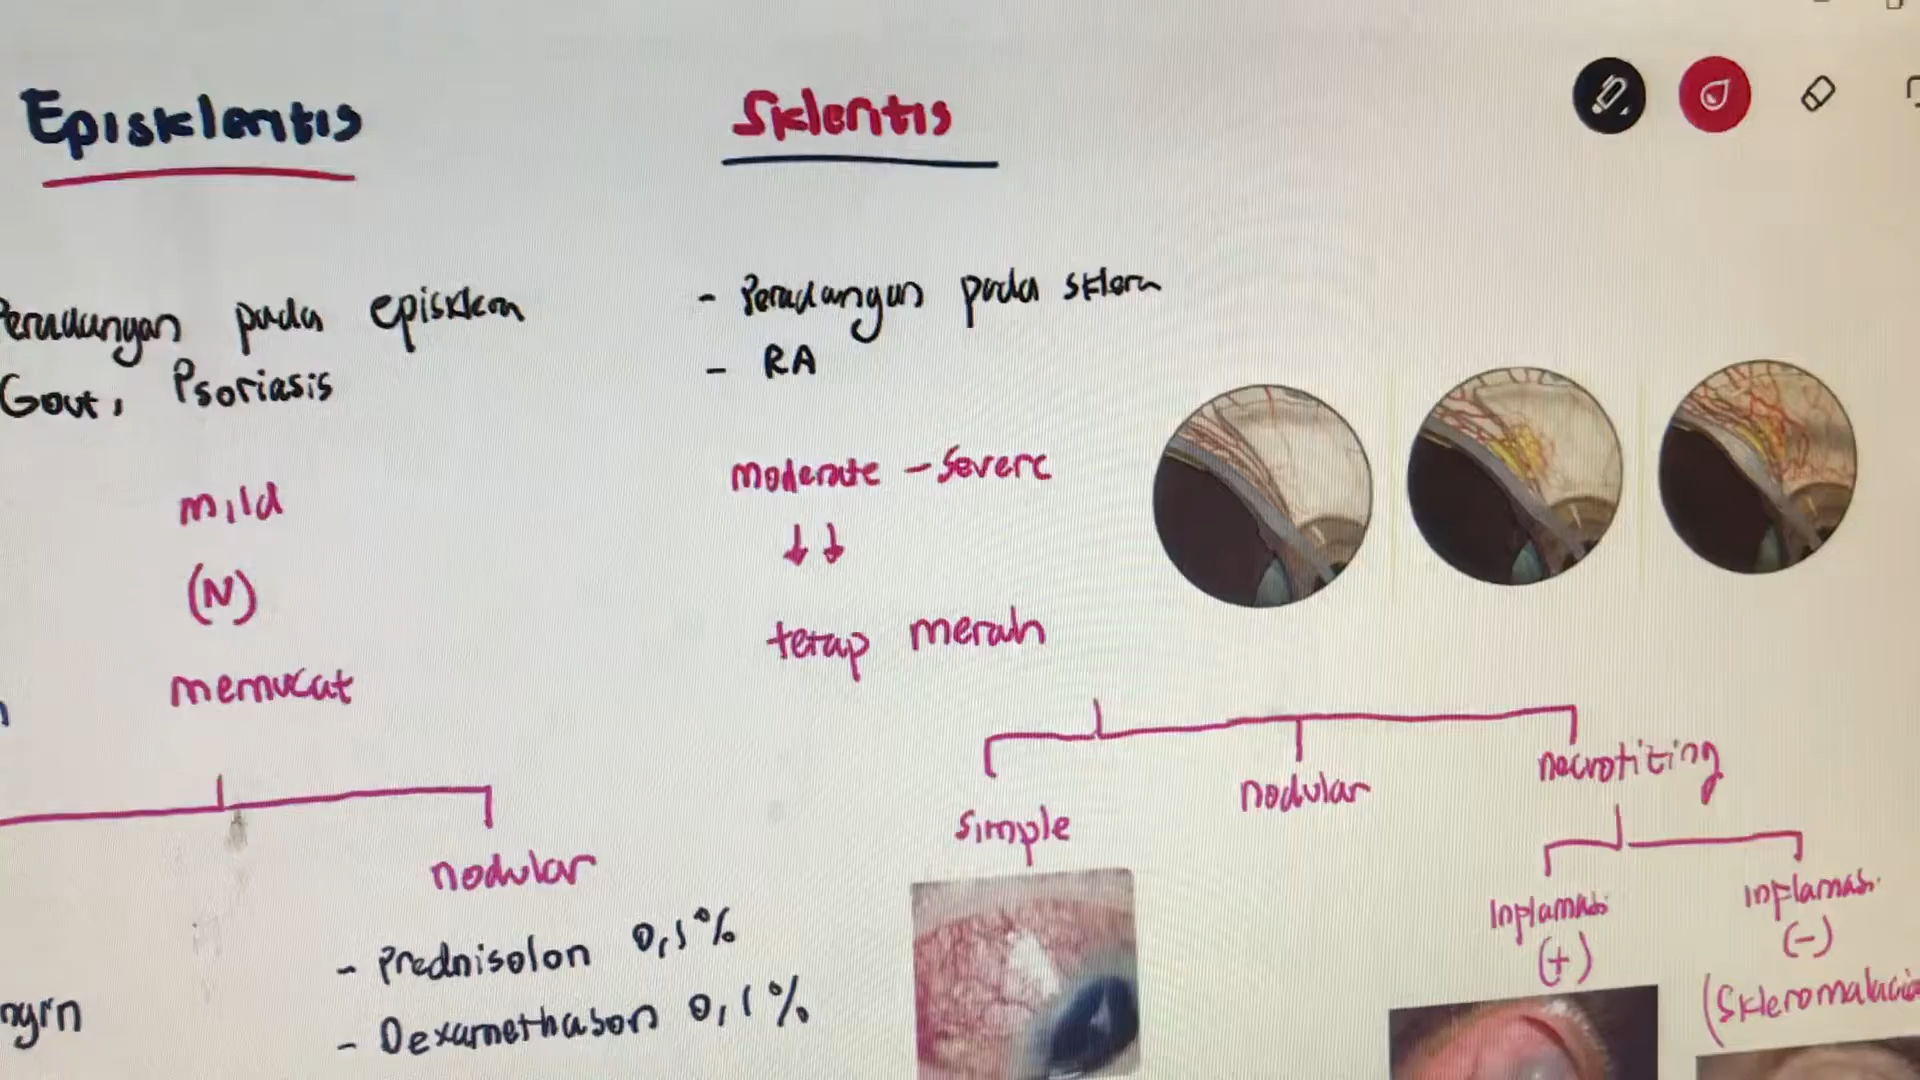 Episkleritis
Skleritis
Peradangan pada episklera
Gout, Psoriasis
- Peradangan pada sklera
- RA
mild
(N)
memucat
moderate - Severe
↓↓
tetap merah
nodular
- Prednisolon 0,5%
- Dexamethason 0,1%
simple
nodular
necrotizing
Inplamasi
(+)
Inflamasi
(-)
(Skleromalacia